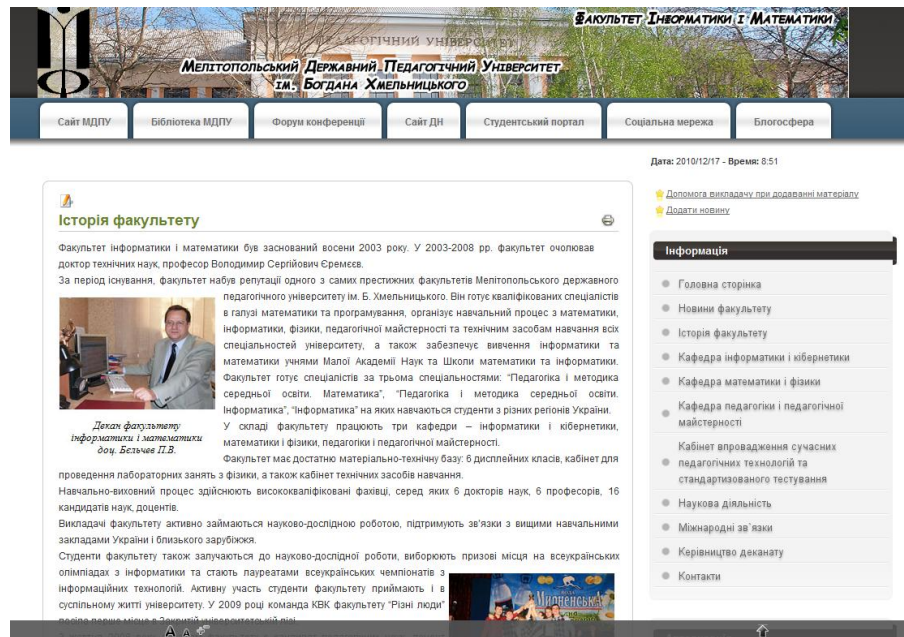 Факультет Інформатики і Математики
ПЕДАГОГІЧНИЙ УНІВЕРСИТЕТ
Мелітопольський Державний Педагогічний Університет
ім. Богдана Хмельницького
Сайт МДПУ
Бібліотека МДПУ
Форум конференції
Сайт ДН
Студентський портал
Соціальна мережа
Блогосфера
Дата: 2010/12/17 - Время: 8:51
Допомога викладачу при додаванні матеріалу
Додати новину
Історія факультету
Факультет інформатики і математики був заснований восени 2003 року. У 2003-2008 рр. факультет очолював
доктор технічних наук, професор Володимир Сергійович Єремєєв.
За період існування, факультет набув репутації одного з самих престижних факультетів Мелітопольського державного
педагогічного університету ім. Б. Хмельницького. Він готує кваліфікованих спеціалістів
в галузі математики та програмування, організує навчальний процес з математики,
інформатики, фізики, педагогічної майстерності та технічним засобам навчання всіх
спеціальностей університету, а також забезпечує вивчення інформатики та
математики учнями Малої Академії Наук та Школи математики та інформатики.
Факультет готує спеціалістів за трьома спеціальностями: "Педагогіка і методика
середньої освіти. Математика", "Педагогіка і методика середньої освіти.
Інформатика", "Інформатика" на яких навчаються студенти з різних регіонів України.
У складі факультету працюють три кафедри – інформатики і кібернетики,
математики і фізики, педагогіки і педагогічної майстерності.
Факультет має достатню матеріально-технічну базу: 6 дисплейних класів, кабінет для
проведення лабораторних занять з фізики, а також кабінет технічних засобів навчання.
Декан факультету
інформатики і математики
доц. Бєльчев П.В.
Навчально-виховний процес здійснюють висококваліфіковані фахівці, серед яких 6 докторів наук, 6 професорів, 16
кандидатів наук, доцентів.
Викладачі факультету активно займаються науково-дослідною роботою, підтримують зв'язки з вищими навчальними
закладами України і близького зарубіжжя.
Студенти факультету також залучаються до науково-дослідної роботи, виборюють призові місця на всеукраїнських
олімпіадах з інформатики та стають лауреатами всеукраїнських чемпіонатів з
інформаційних технологій. Активну участь студенти факультету приймають і в
суспільному житті університету. У 2009 році команда КВК факультету "Різні люди"
Інформація
Головна сторінка
Новини факультету
Історія факультету
Кафедра інформатики і кібернетики
Кафедра математики і фізики
Кафедра педагогіки і педагогічної
майстерності
Кабінет впровадження сучасних
педагогічних технологій та
стандартизованого тестування
Наукова діяльність
Міжнародні зв'язки
Керівництво деканату
Контакти
A A